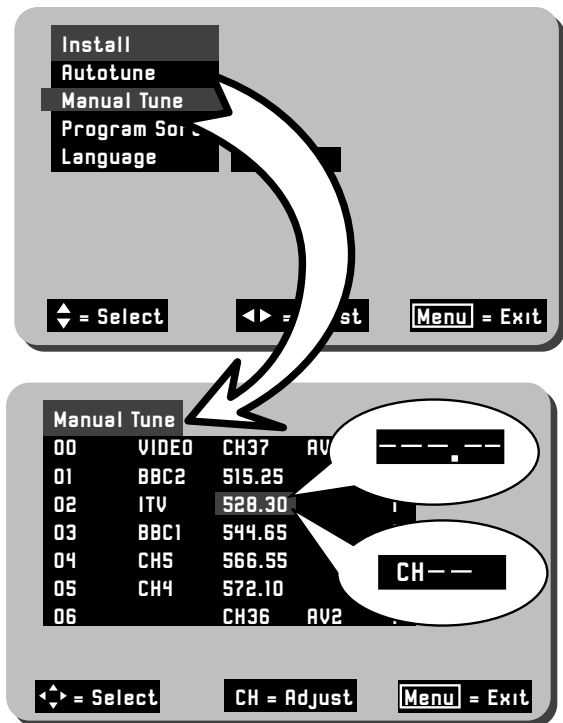 Install
Autotune
Manual Tune
Program
Language
= Select
= Exit
Menu = Exit
Manual Tune
00 VIDEO CH37
01 BBC2 515.25
02 ITV 528.30
03 BBC1 544.65
04 CH5 566.55
05 CH4 572.10
06 CH36 AV2
---.--
CH--
= Select
CH = Adjust
Menu = Exit